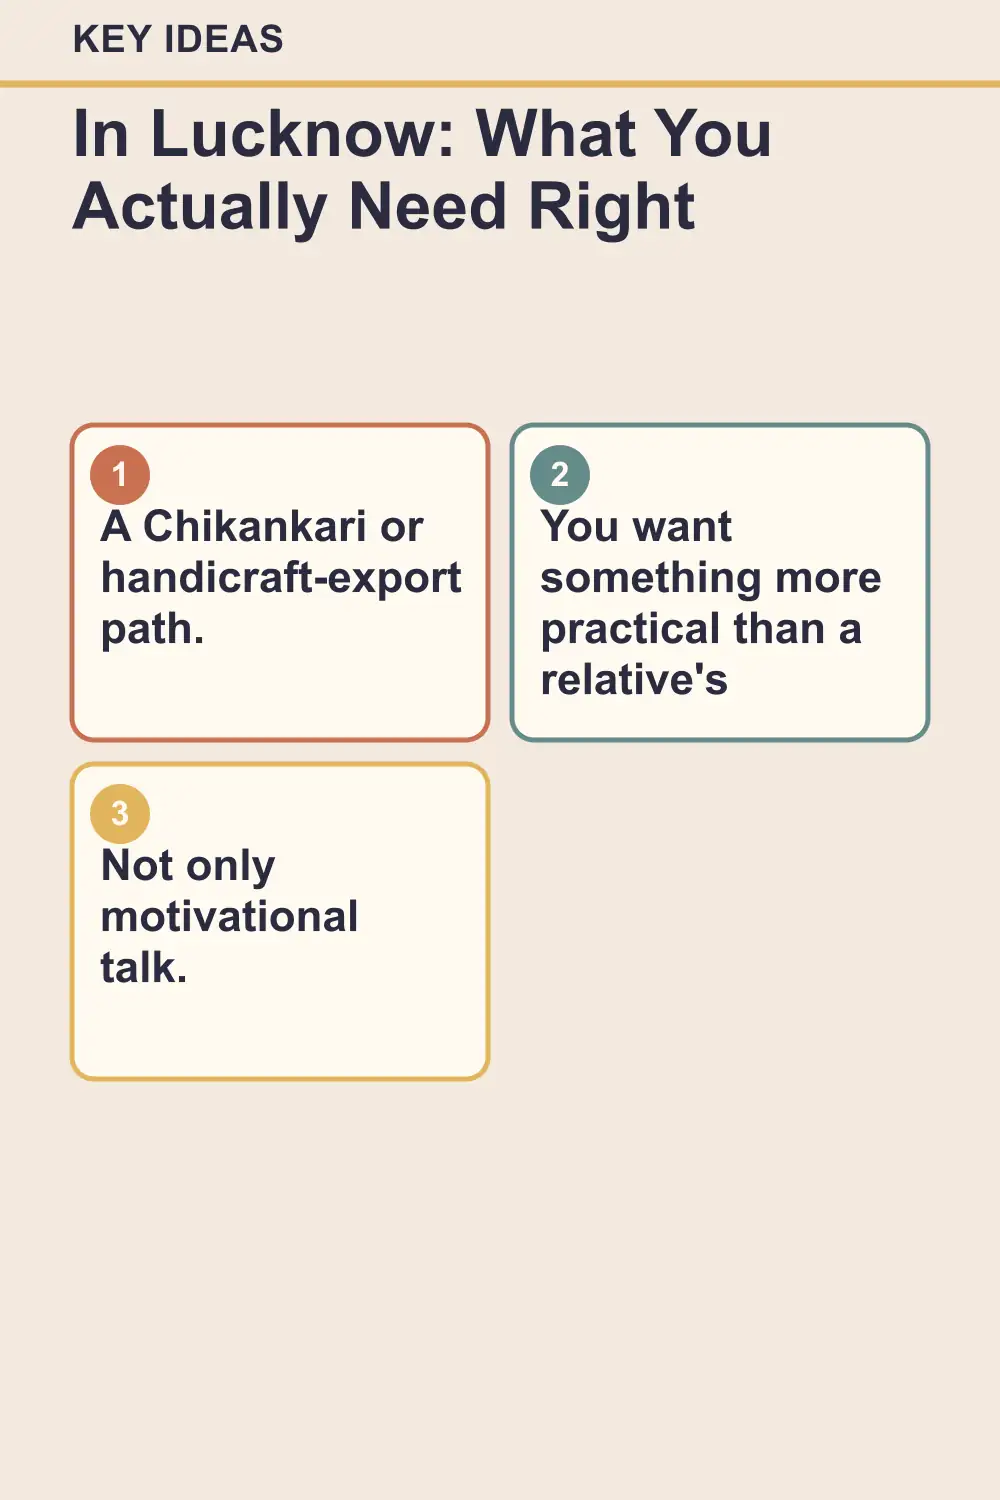 KEY IDEAS
In Lucknow: What You
Actually Need Right
1
A Chikankari or
handicraft-export
path.
2
You want
something more
practical than a
relative's
3
Not only
motivational
talk.